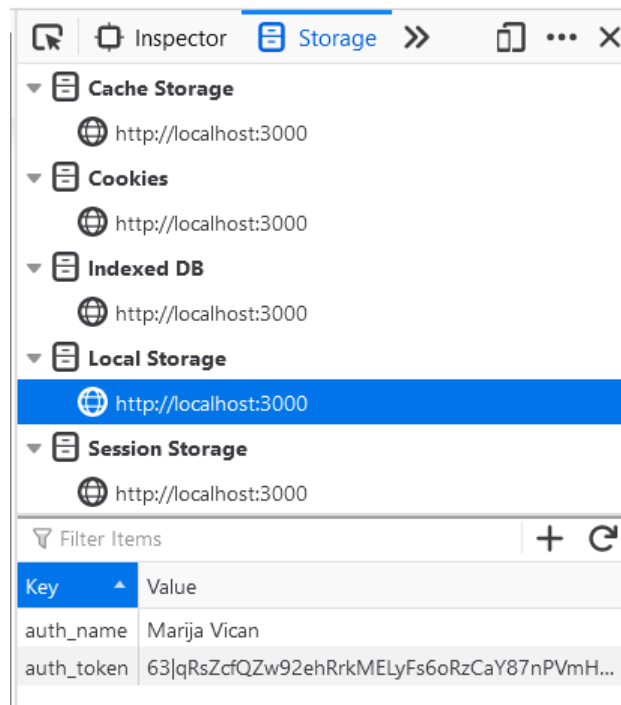 Inspector Storage
Cache Storage
http://localhost:3000
Cookies
http://localhost:3000
Indexed DB
http://localhost:3000
Local Storage
http://localhost:3000
Session Storage
http://localhost:3000
Filter Items
Key Value
auth_name Marija Vican
auth_token 63|qRsZcfQZw92ehRrkMELyFs6oRzCaY87nPVmH...